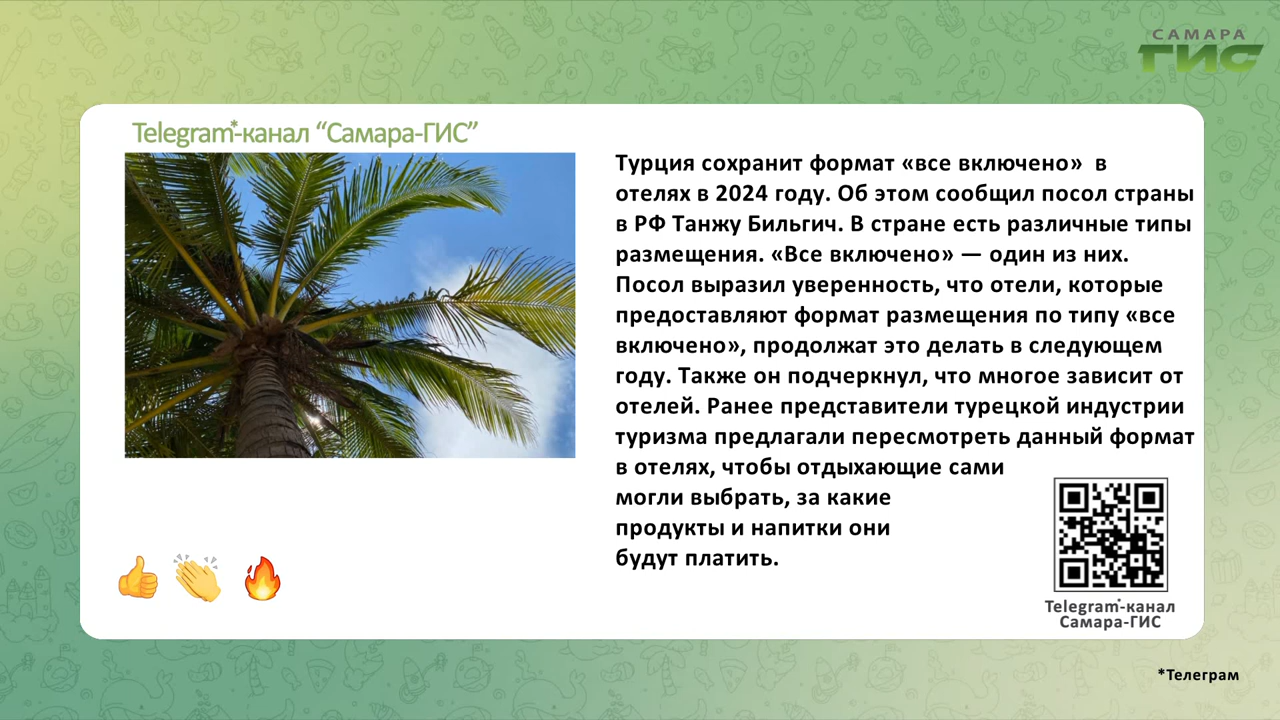 САМАРА
ГИС
Telegram*-канал “Самара-ГИС”
Турция сохранит формат «все включено» в
отелях в 2024 году. Об этом сообщил посол страны
в РФ Танжу Бильгич. В стране есть различные типы
размещения. «Все включено» — один из них.
Посол выразил уверенность, что отели, которые
предоставляют формат размещения по типу «все
включено», продолжат это делать в следующем
году. Также он подчеркнул, что многое зависит от
отелей. Ранее представители турецкой индустрии
туризма предлагали пересмотреть данный формат
в отелях, чтобы отдыхающие сами
могли выбрать, за какие
продукты и напитки они
будут платить.
Telegram*-канал
Самара-ГИС
*Телеграм